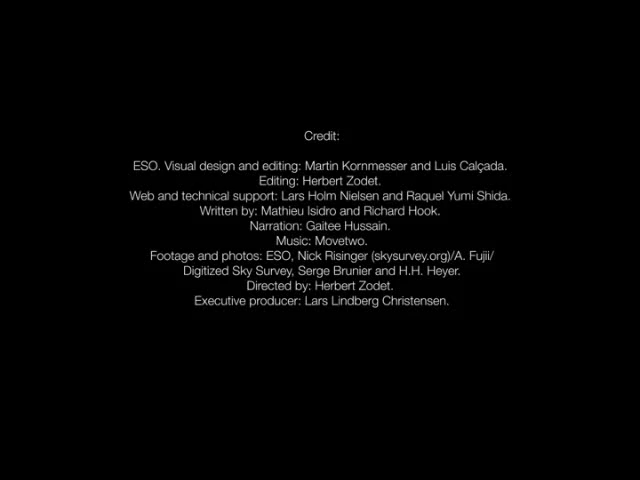 Credit:
ESO. Visual design and editing: Martin Kornmesser and Luis Calçada.
Editing: Herbert Zodet.
Web and technical support: Lars Holm Nielsen and Raquel Yumi Shida.
Written by: Mathieu Isidro and Richard Hook.
Narration: Gaitee Hussain.
Music: Movetwo.
Footage and photos: ESO, Nick Risinger (skysurvey.org)/A. Fujii/
Digitized Sky Survey, Serge Brunier and H.H. Heyer.
Directed by: Herbert Zodet.
Executive producer: Lars Lindberg Christensen.